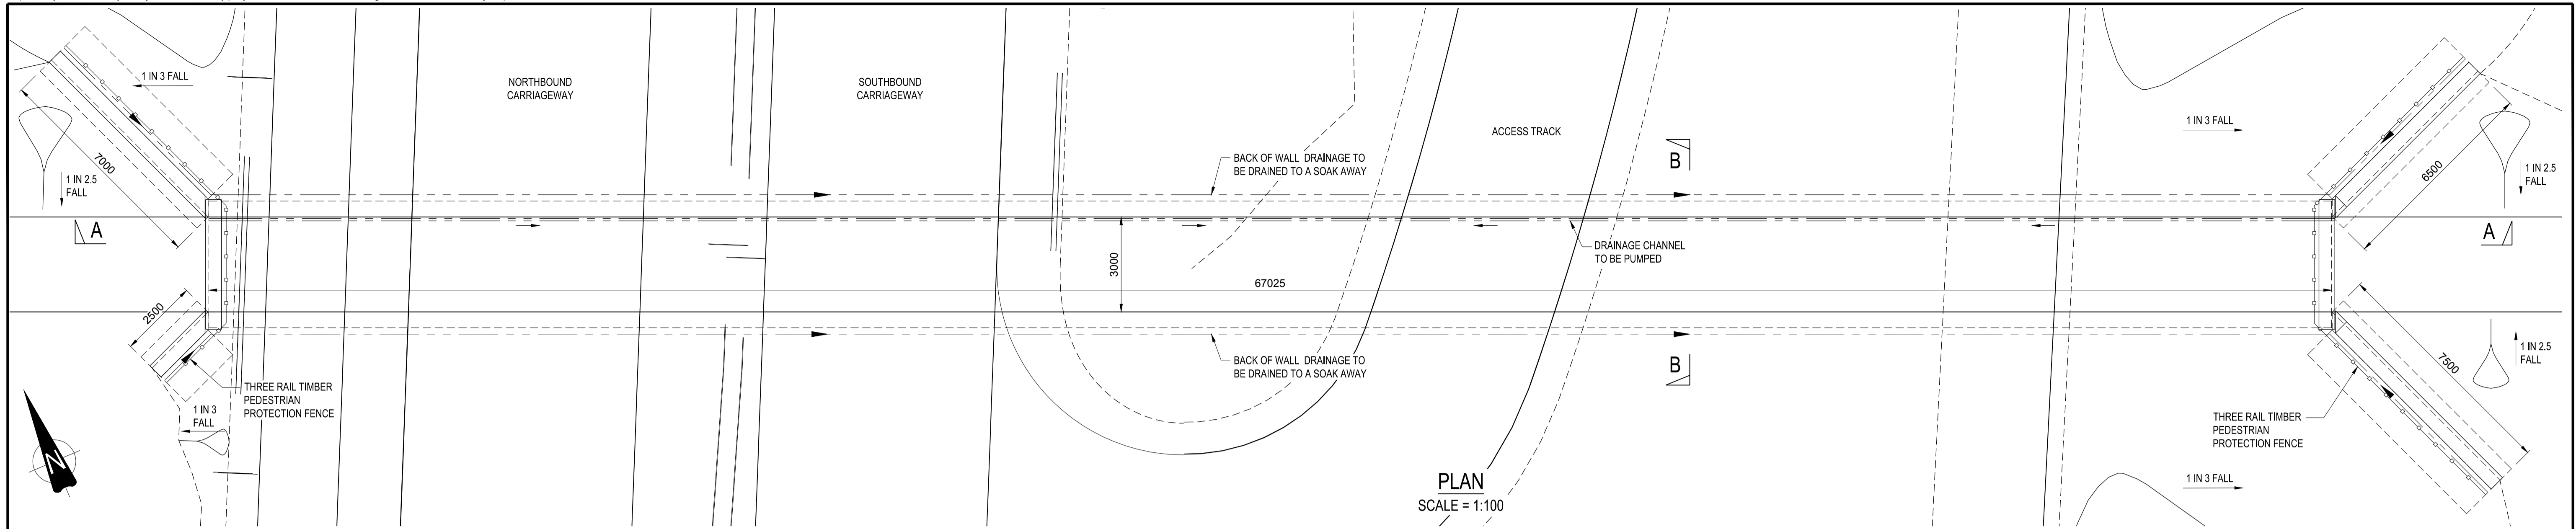 1 IN 3 FALL
NORTHBOUND
CARRIAGEWAY
SOUTHBOUND
CARRIAGEWAY
ACCESS TRACK
1 IN 3 FALL
7000
1 IN 2.5
FALL
BACK OF WALL DRAINAGE TO
BE DRAINED TO A SOAK AWAY
B
6500
1 IN 2.5
FALL
A
A
DRAINAGE CHANNEL
TO BE PUMPED
3000
67025
2500
BACK OF WALL DRAINAGE TO
BE DRAINED TO A SOAK AWAY
B
1 IN 2.5
FALL
7500
THREE RAIL TIMBER
PEDESTRIAN
PROTECTION FENCE
1 IN 3
FALL
THREE RAIL TIMBER
PEDESTRIAN
PROTECTION FENCE
N
PLAN
SCALE = 1:100
1 IN 3 FALL